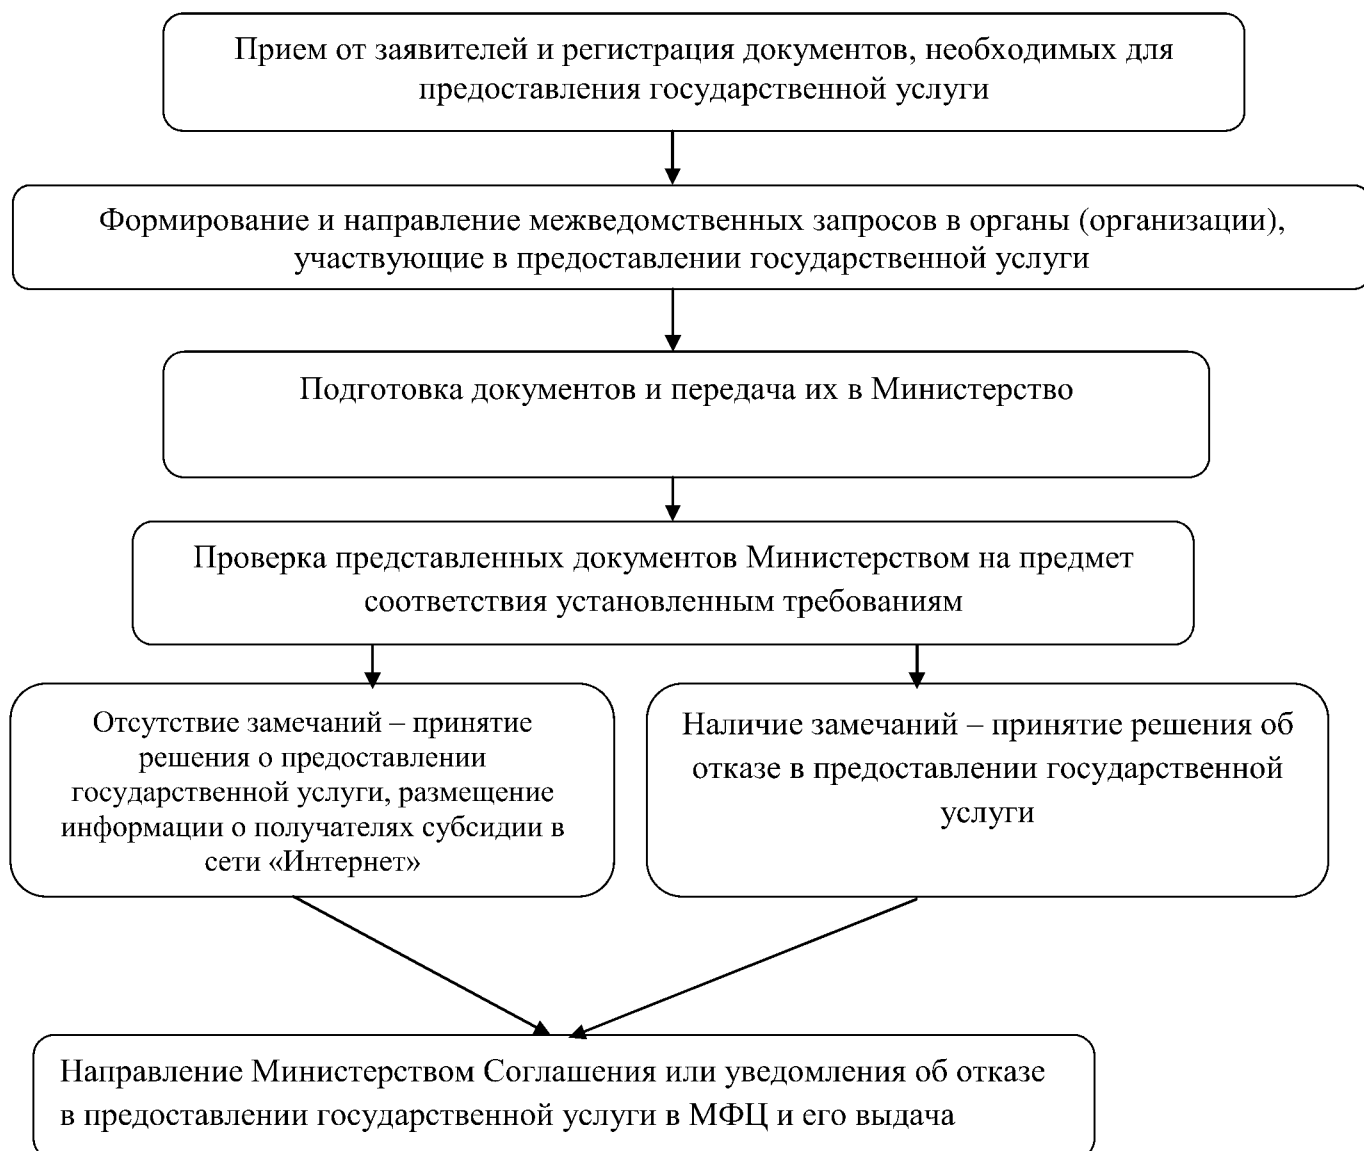 Прием от заявителей и регистрация документов, необходимых для
предоставления государственной услуги
Формирование и направление межведомственных запросов в органы (организации),
участвующие в предоставлении государственной услуги
Подготовка документов и передача их в Министерство
Проверка представленных документов Министерством на предмет
соответствия установленным требованиям
Отсутствие замечаний – принятие
решения о предоставлении
государственной услуги, размещение
информации о получателях субсидии в
сети «Интернет»
Наличие замечаний – принятие решения об
отказе в предоставлении государственной
услуги
Направление Министерством Соглашения или уведомления об отказе
в предоставлении государственной услуги в МФЦ и его выдача